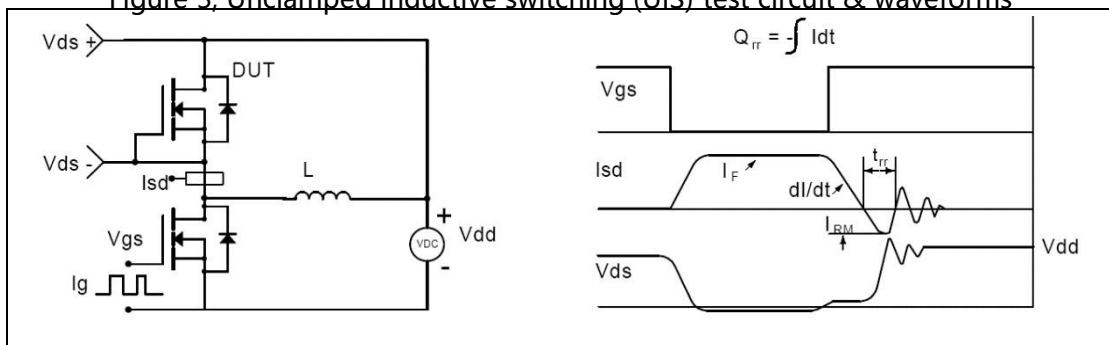 Figure 3, Unclamped inductive switching (UIS) test circuit & waveforms
Vds +
DUT
Vds -
Isd
L
Vgs
Ig
+
VDC
-
Vdd
Qrr = -∫ Idt
Vgs
Isd
IF
dI/dt
trr
IRM
Vdd
Vds